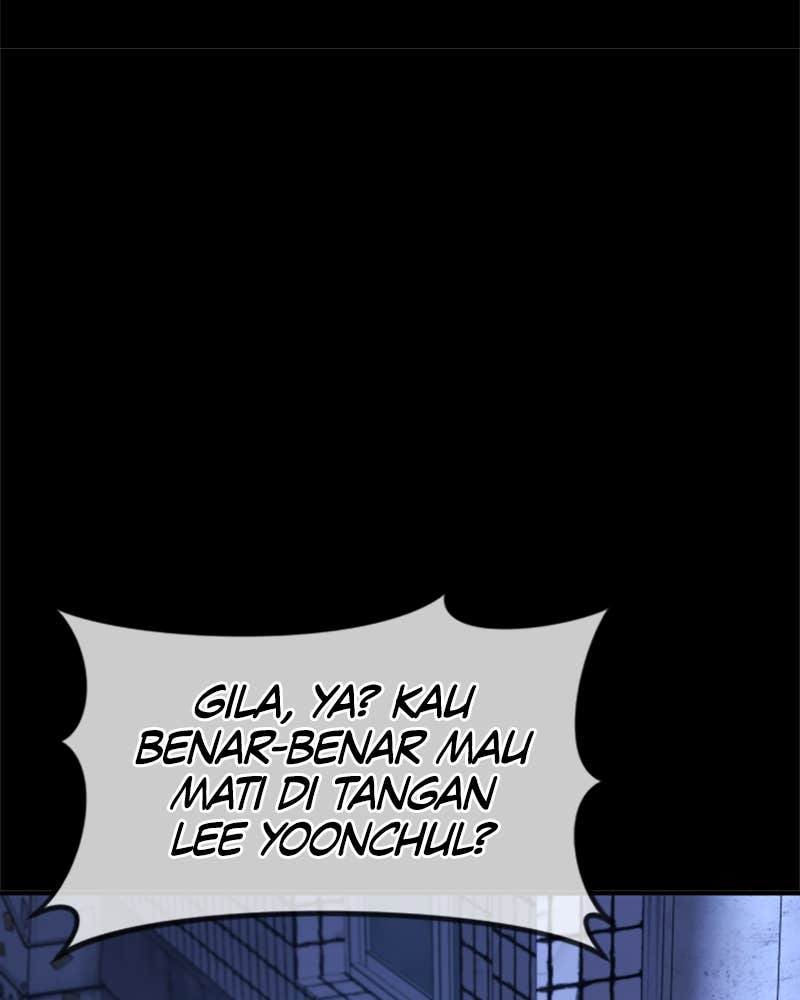 GILA, YA? KAU
BENAR-BENAR MAU
MATI DI TANGAN
LEE YOONCHUL?